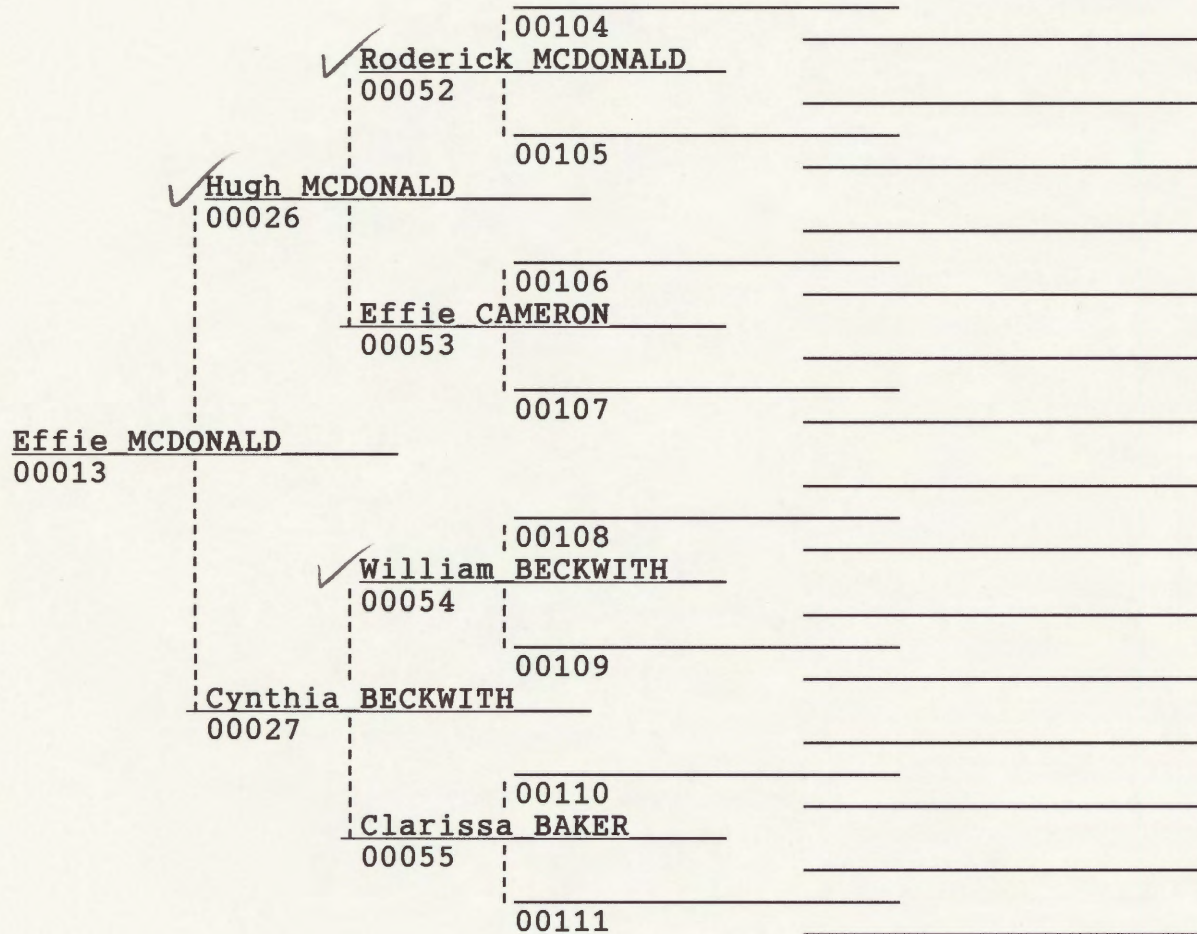 00104
Roderick MCDONALD
00052
00105
Hugh MCDONALD
00026
00106
Effie CAMERON
00053
00107
Effie MCDONALD
00013
00108
William BECKWITH
00054
00109
Cynthia BECKWITH
00027
00110
Clarissa BAKER
00055
00111